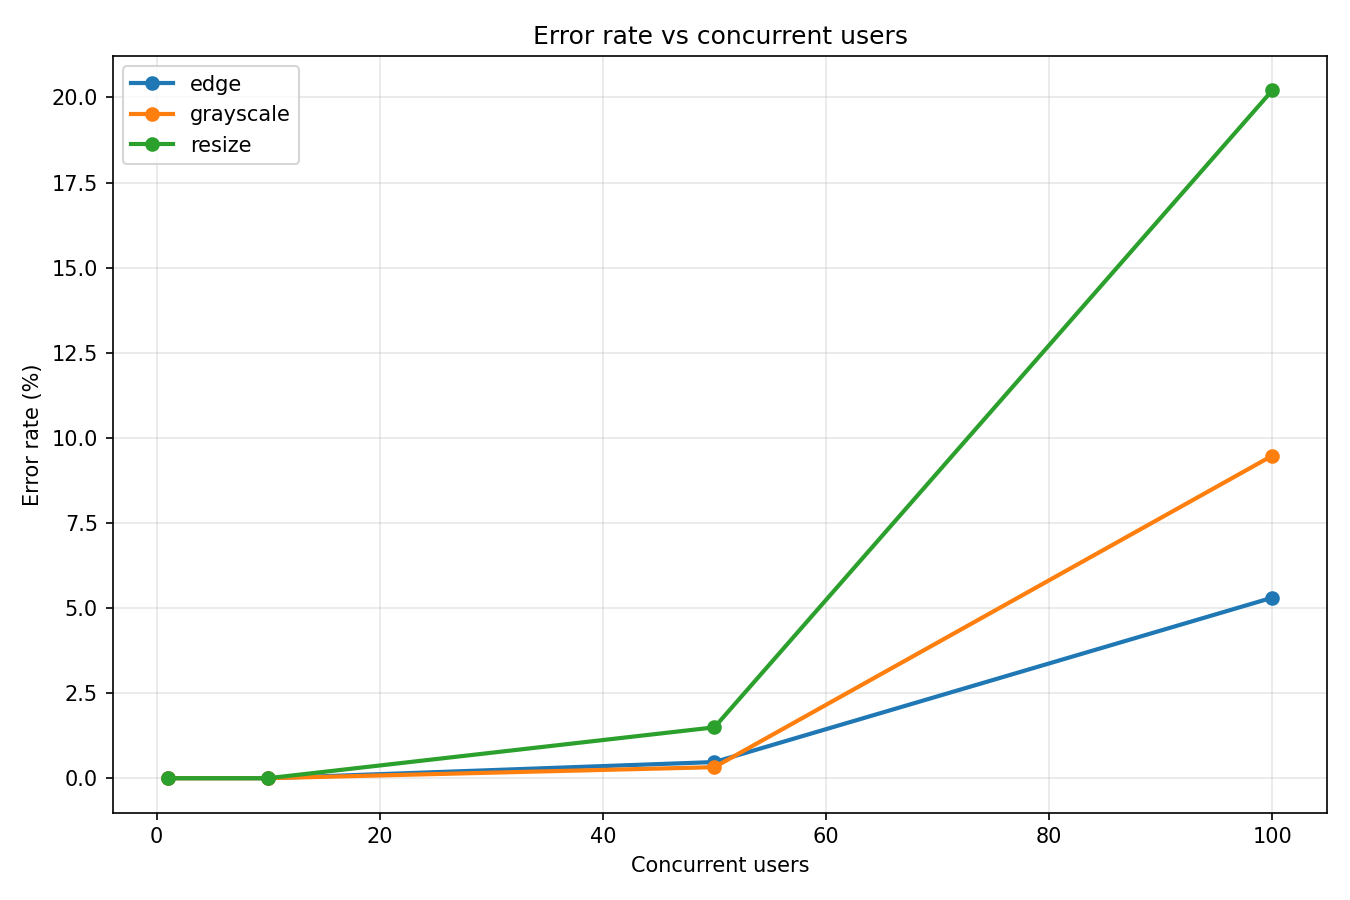 Error rate vs concurrent users
edge
grayscale
resize
20.0
17.5
15.0
12.5
10.0
7.5
5.0
2.5
0.0
Error rate (%)
0 20 40 60 80 100
Concurrent users